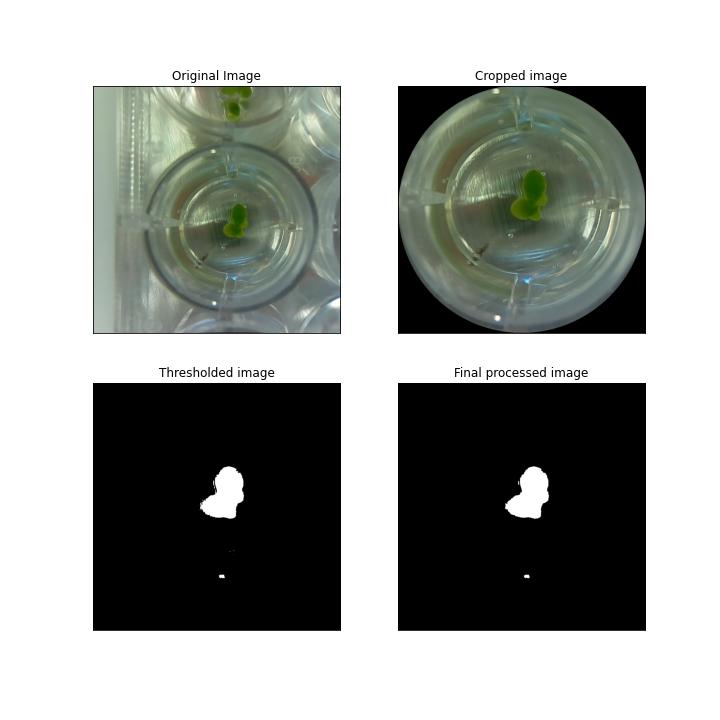 Original Image
Cropped image
Thresholded image
Final processed image